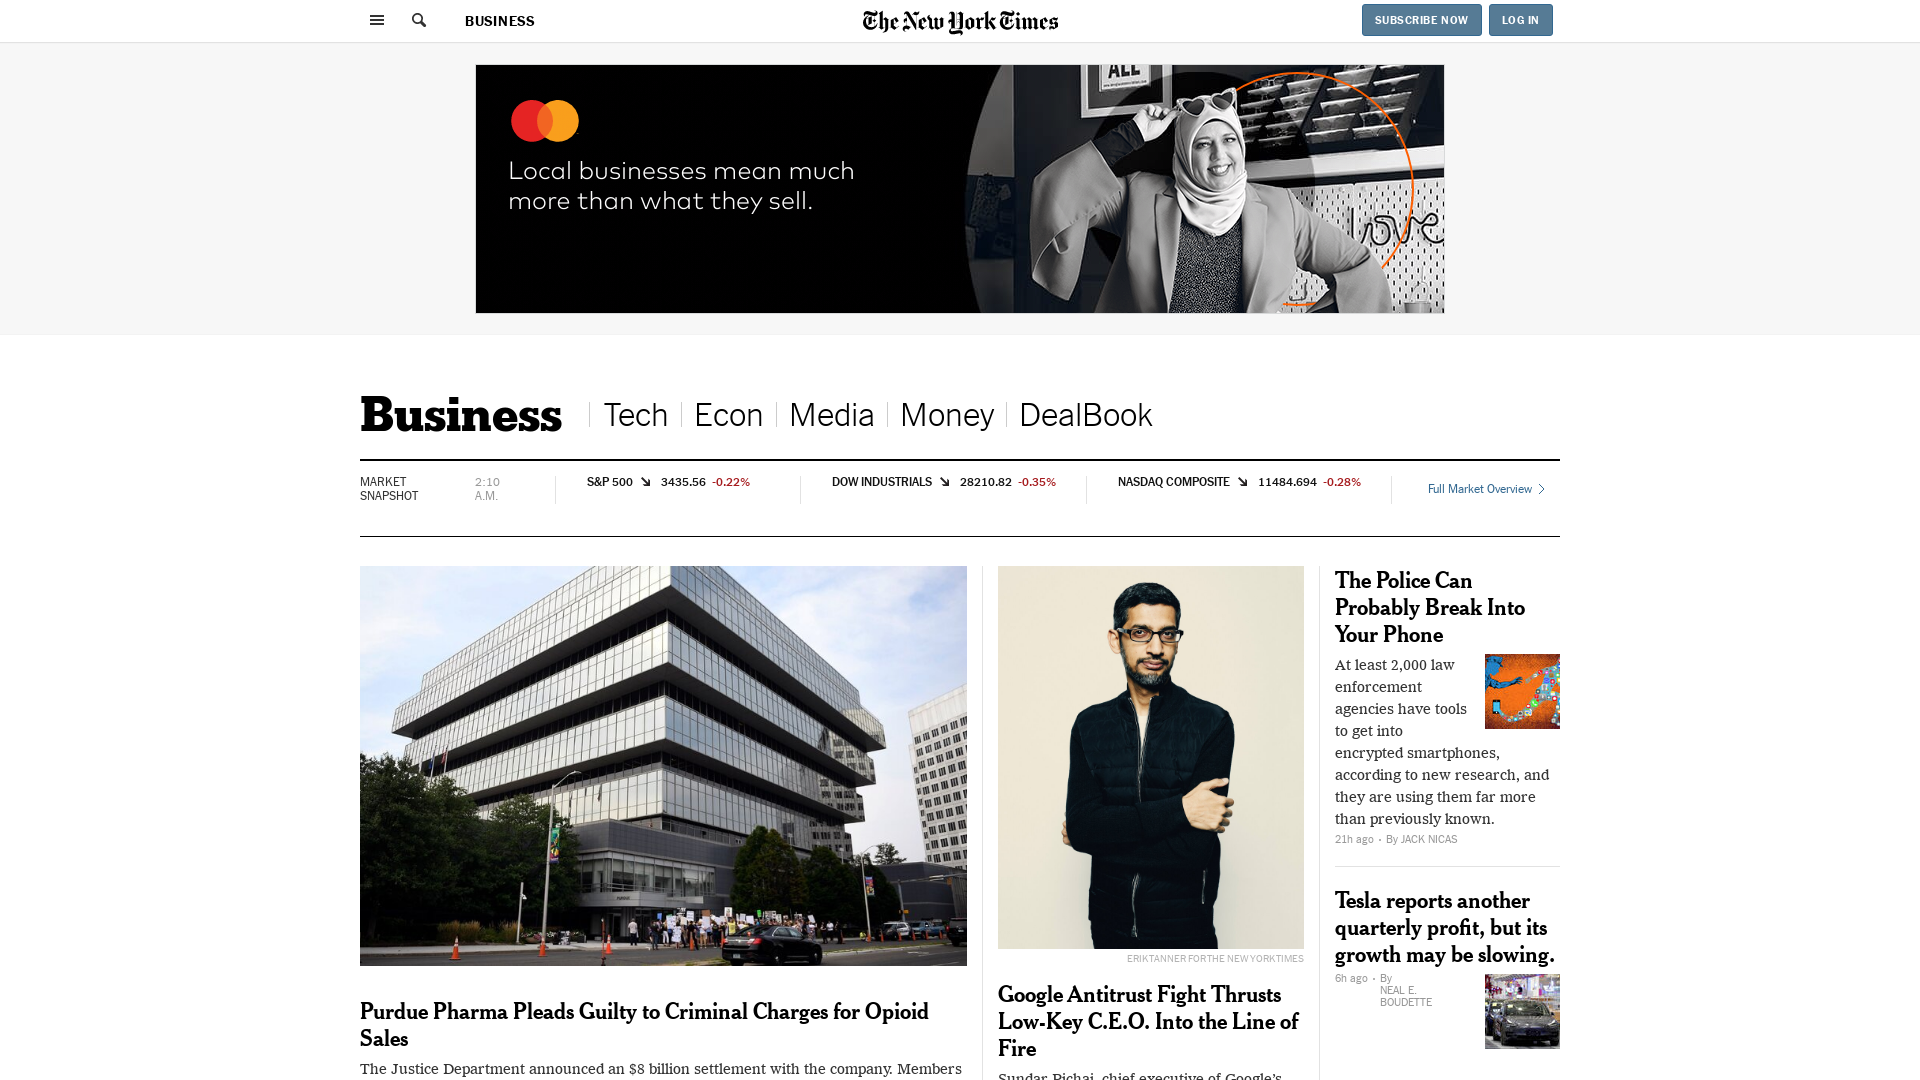 BUSINESS
The New York Times
SUBSCRIBE NOW
LOG IN
ALL
Local businesses mean much
more than what they sell.
love
Business
Tech
Econ
Media
Money
DealBook
MARKET
SNAPSHOT
2:10
A.M.
S&P 500 3435.56 -0.22%
DOW INDUSTRIALS 28210.82 -0.35%
NASDAQ COMPOSITE 11484.694 -0.28%
Full Market Overview
Purdue Pharma Pleads Guilty to Criminal Charges for Opioid
Sales
The Justice Department announced an $8 billion settlement with the company. Members
ERIK TANNER FOR THE NEW YORK TIMES
Google Antitrust Fight Thrusts
Low-Key C.E.O. Into the Line of
Fire
Sundar Pichai, chief executive of Google’s
The Police Can
Probably Break Into
Your Phone
At least 2,000 law
enforcement
agencies have tools
to get into
encrypted smartphones,
according to new research, and
they are using them far more
than previously known.
21h ago • By JACK NICAS
Tesla reports another
quarterly profit, but its
growth may be slowing.
6h ago • By
NEAL E.
BOUDETTE